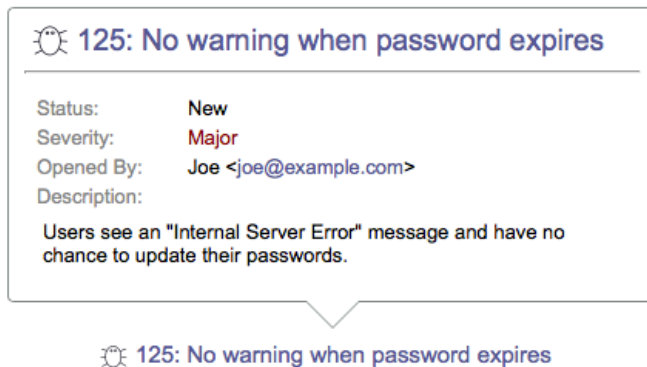 125: No warning when password expires
Status: New
Severity: Major
Opened By: Joe <joe@example.com>
Description:
Users see an "Internal Server Error" message and have no
chance to update their passwords.
125: No warning when password expires